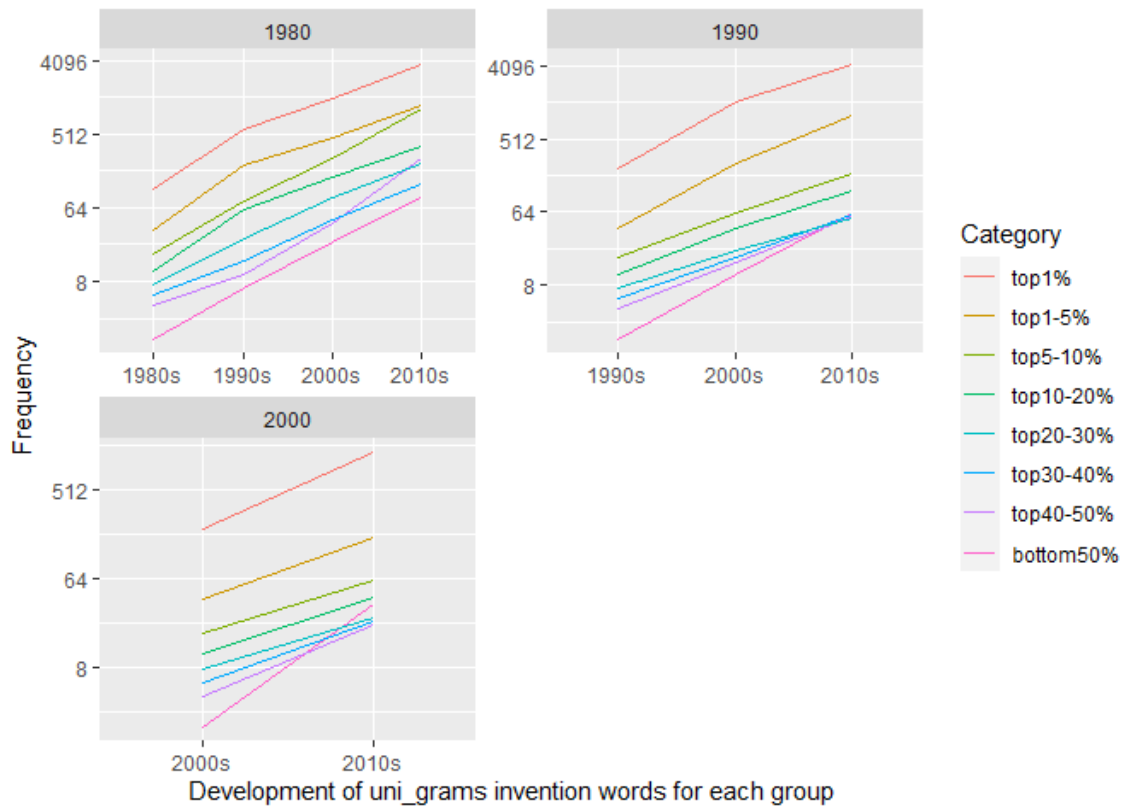 1980
4096
512
64
8
1980s 1990s 2000s 2010s
1990
4096
512
64
8
1990s 2000s 2010s
2000
512
64
8
2000s 2010s
Frequency
Development of uni_grams invention words for each group
Category
top1%
top1-5%
top5-10%
top10-20%
top20-30%
top30-40%
top40-50%
bottom50%